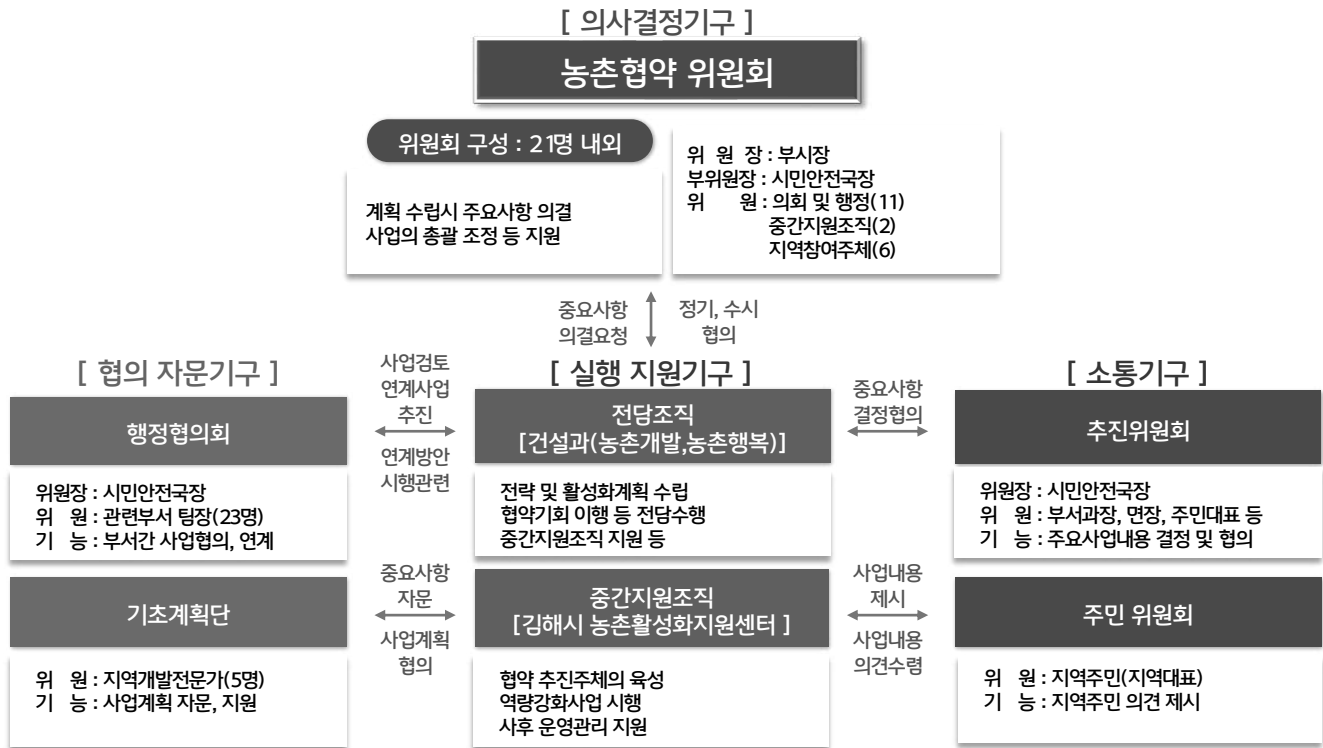 [ 의사결정기구 ]
농촌협약 위원회
위원회 구성 : 21명 내외
계획 수립시 주요사항 의결
사업의 총괄 조정 등 지원
위 원 장 : 부시장
부위원장 : 시민안전국장
위 원 : 의회 및 행정(11)
중간지원조직(2)
지역참여주체(6)
중요사항
의결요청
정기, 수시
협의
[ 협의 자문기구 ]
행정협의회
위원장 : 시민안전국장
위 원 : 관련부서 팀장(23명)
기 능 : 부서간 사업협의, 연계
기초계획단
위 원 : 지역개발전문가(5명)
기 능 : 사업계획 자문, 지원
사업검토
연계사업
추진
연계방안
시행관련
중요사항
자문
사업계획
협의
[ 실행 지원기구 ]
전담조직
[건설과(농촌개발,농촌행복)]
전략 및 활성화계획 수립
협약기회 이행 등 전담수행
중간지원조직 지원 등
중간지원조직
[김해시 농촌활성화지원센터 ]
협약 추진주체의 육성
역량강화사업 시행
사후 운영관리 지원
중요사항
결정협의
사업내용
제시
사업내용
의견수령
[ 소통기구 ]
추진위원회
위원장 : 시민안전국장
위 원 : 부서과장, 면장, 주민대표 등
기 능 : 주요사업내용 결정 및 협의
주민 위원회
위 원 : 지역주민(지역대표)
기 능 : 지역주민 의견 제시